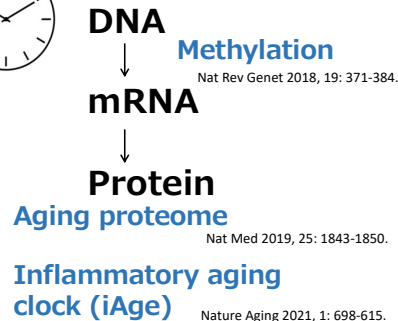 DNA
Methylation
Nat Rev Genet 2018, 19: 371-384.
mRNA
Protein
Aging proteome
Nat Med 2019, 25: 1843-1850.
Inflammatory aging
clock (iAge)
Nature Aging 2021, 1: 698-615.